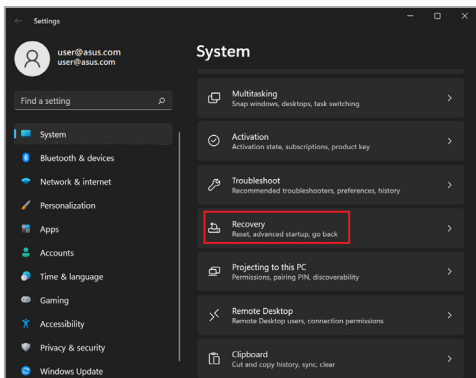 Settings
user@asus.com
user@asus.com
Find a setting
System
Bluetooth & devices
Network & internet
Personalization
Apps
Accounts
Time & language
Gaming
Accessibility
Privacy & security
Windows Update
System
Multitasking
Snap windows, desktops, task switching
Activation
Activation state, subscriptions, product key
Troubleshoot
Recommended troubleshooters, preferences, history
Recovery
Reset, advanced startup, go back
Projecting to this PC
Permissions, pairing PIN, discoverability
Remote Desktop
Remote Desktop users, connection permissions
Clipboard
Cut and copy history, sync, clear